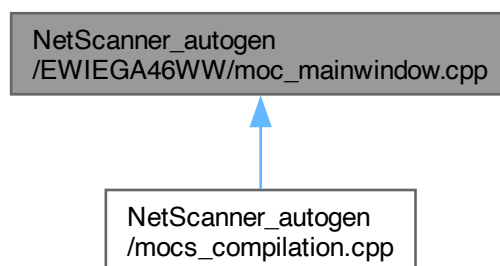 NetScanner_autogen
/EWIEGA46WW/moc_mainwindow.cpp
NetScanner_autogen
/mocs_compilation.cpp